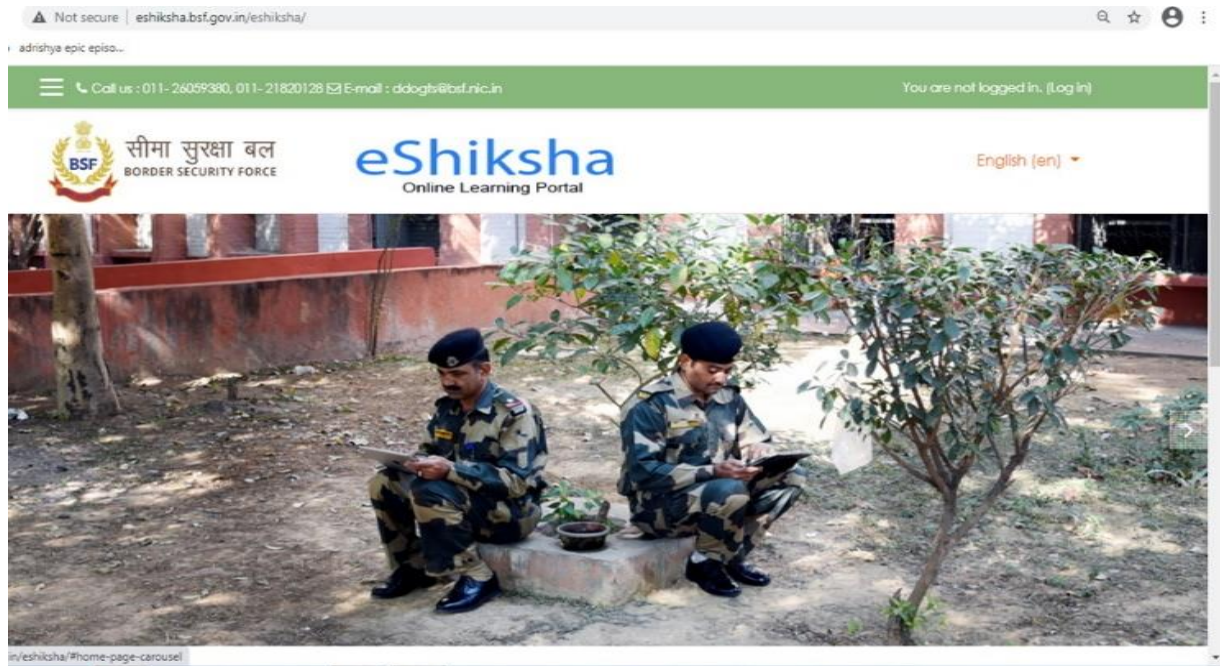 Not secure | eshiksha.bsf.gov.in/eshiksha/
adrishya epic episo...
Call us : 011- 26059380, 011- 21820128 E-mail : ddogts@bsf.nic.in
You are not logged in. (Log in)
BSF
सीमा सुरक्षा बल
BORDER SECURITY FORCE
eShiksha
Online Learning Portal
English (en)
in/eshiksha/#home-page-carousel